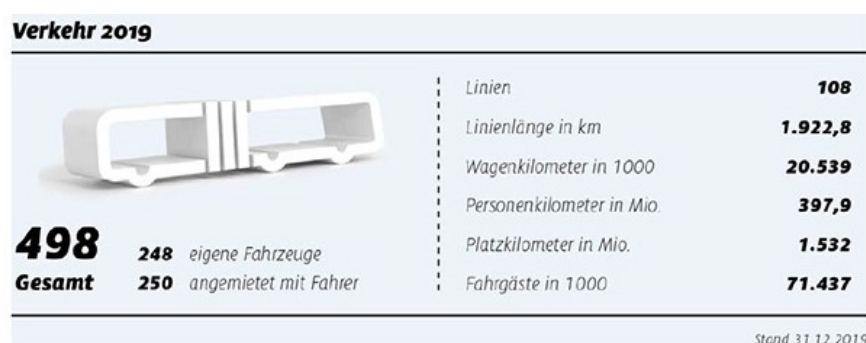 Verkehr 2019
498
Gesamt
248 eigene Fahrzeuge
250 angemietet mit Fahrer
Linien 108
Linienlänge in km 1.922,8
Wagenkilometer in 1000 20.539
Personenkilometer in Mio. 397,9
Platzkilometer in Mio. 1.532
Fahrgäste in 1000 71.437
Stand 31.12.2019